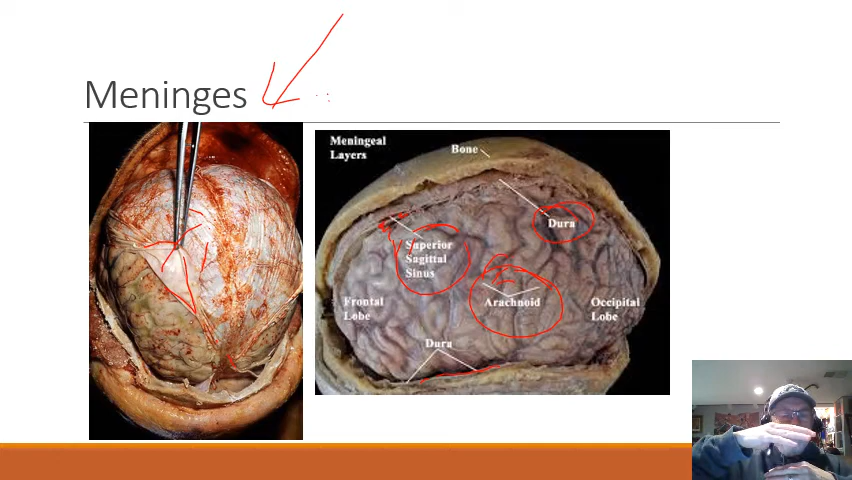 Meninges
Meningeal
Layers
Bone
Dura
Superior
Sagittal
Sinus
Arachnoid
Frontal
Lobe
Occipital
Lobe
Dura